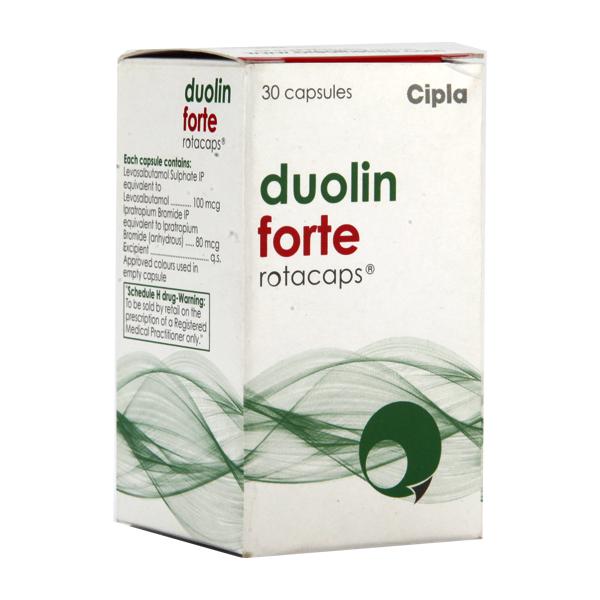 duolin
forte
rotacaps®
Each capsule contains:
Levosalbutamol Sulphate IP
equivalent to
Levosalbutamol ............ 100 mcg
Ipratropium Bromide IP
equivalent to Ipratropium
Bromide (anhydrous) ..... 80 mcg
Excipient ........................ q.s.
Approved colours used in
empty capsule
"Schedule H drug-Warning:
To be sold by retail on the
prescription of a Registered
Medical Practitioner only."
30 capsules
Cipla
duolin
forte
rotacaps®